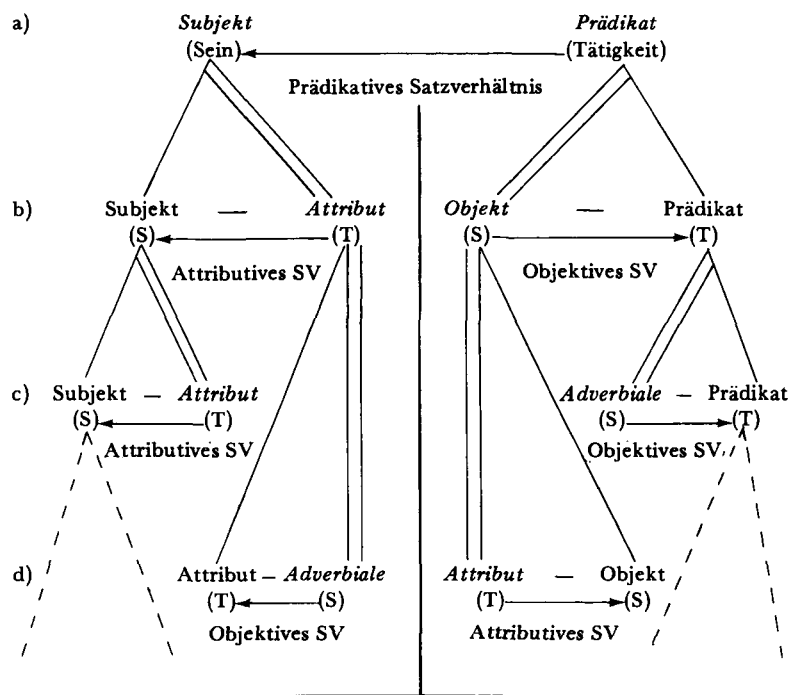 a) Subjekt Prädikat
(Sein) (Tätigkeit)
Prädikatives Satzverhältnis
b) Subjekt — Attribut Objekt — Prädikat
(S) (T) (S) (T)
Attributives SV Objektives SV
c) Subjekt – Attribut Adverbiale – Prädikat
(S) (T) (S) (T)
Attributives SV Objektives SV
d) Attribut – Adverbiale Attribut — Objekt
(T) (S) (T) (S)
Objektives SV Attributives SV